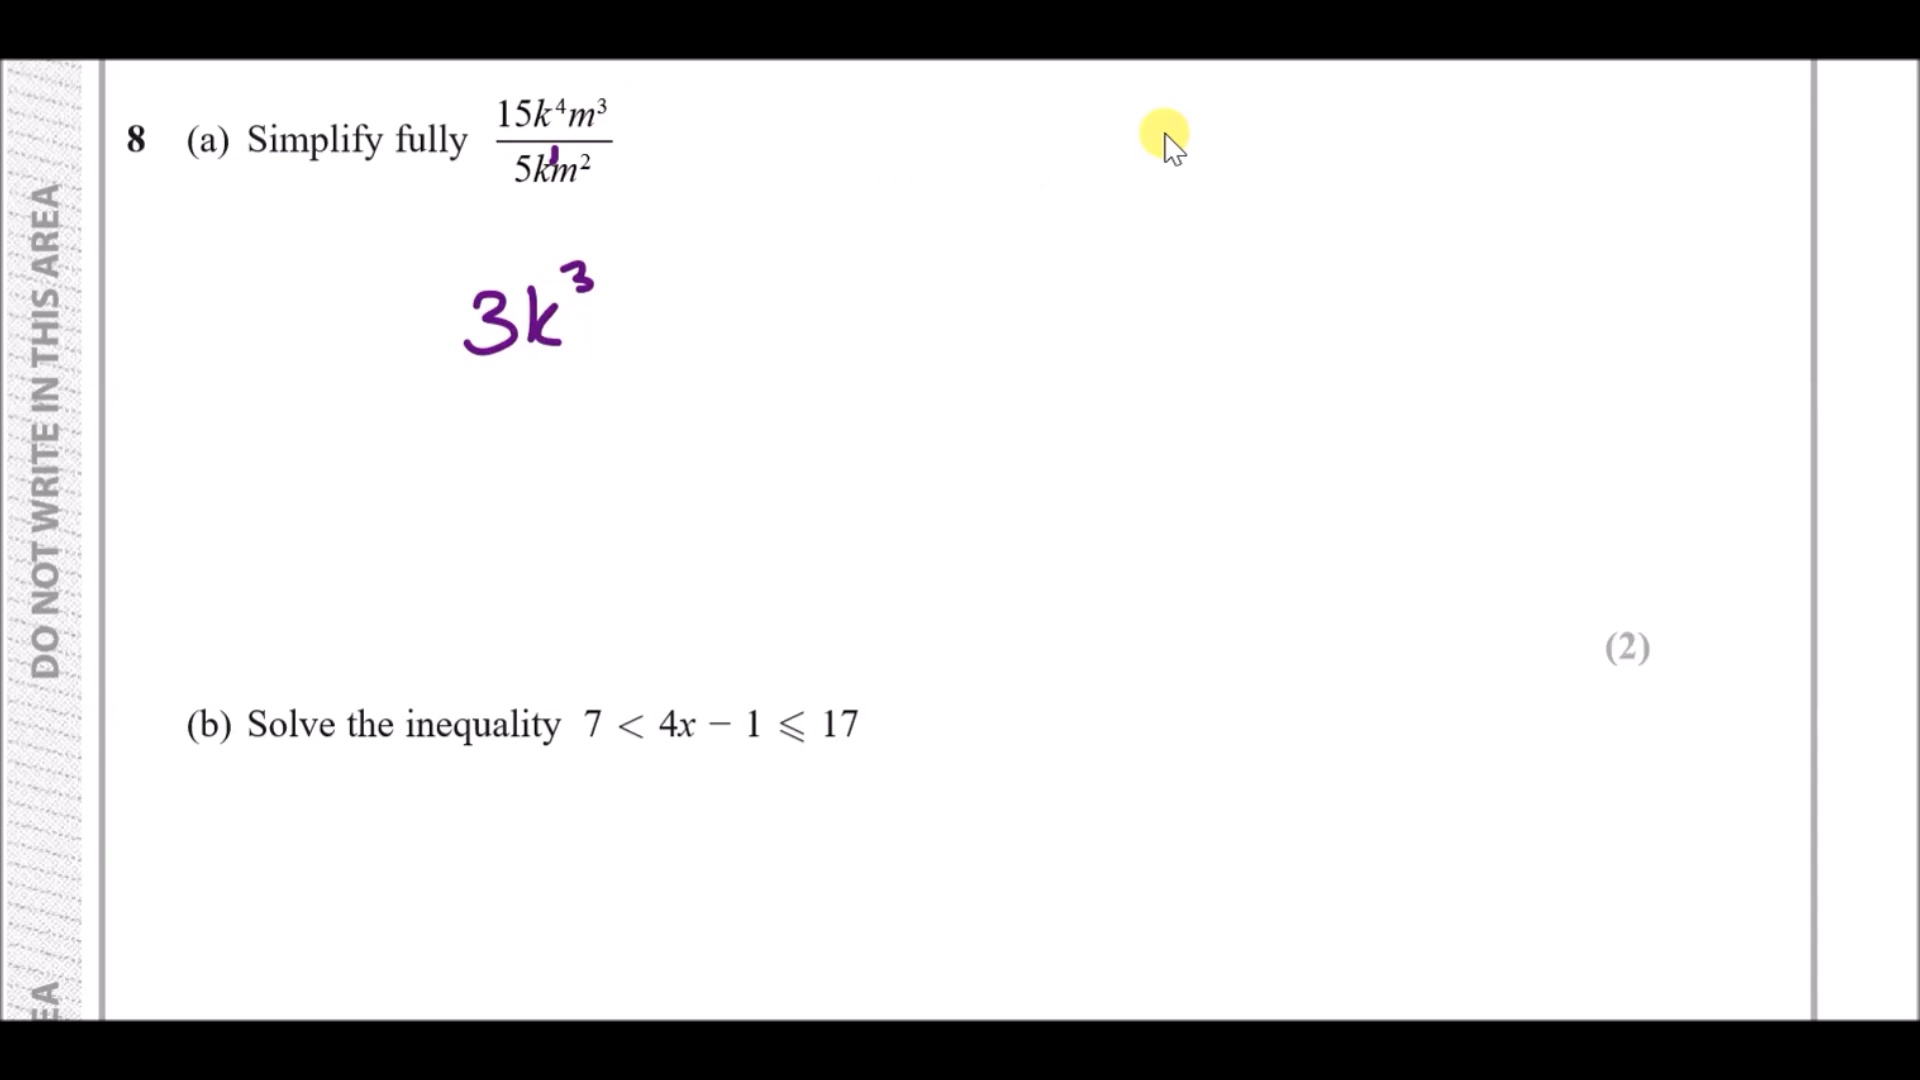 8 (a) Simplify fully 15k⁴m³ / 5k¹m²
3k³
(2)
(b) Solve the inequality 7 < 4x − 1 ⩽ 17
DO NOT WRITE IN THIS AREA
EA